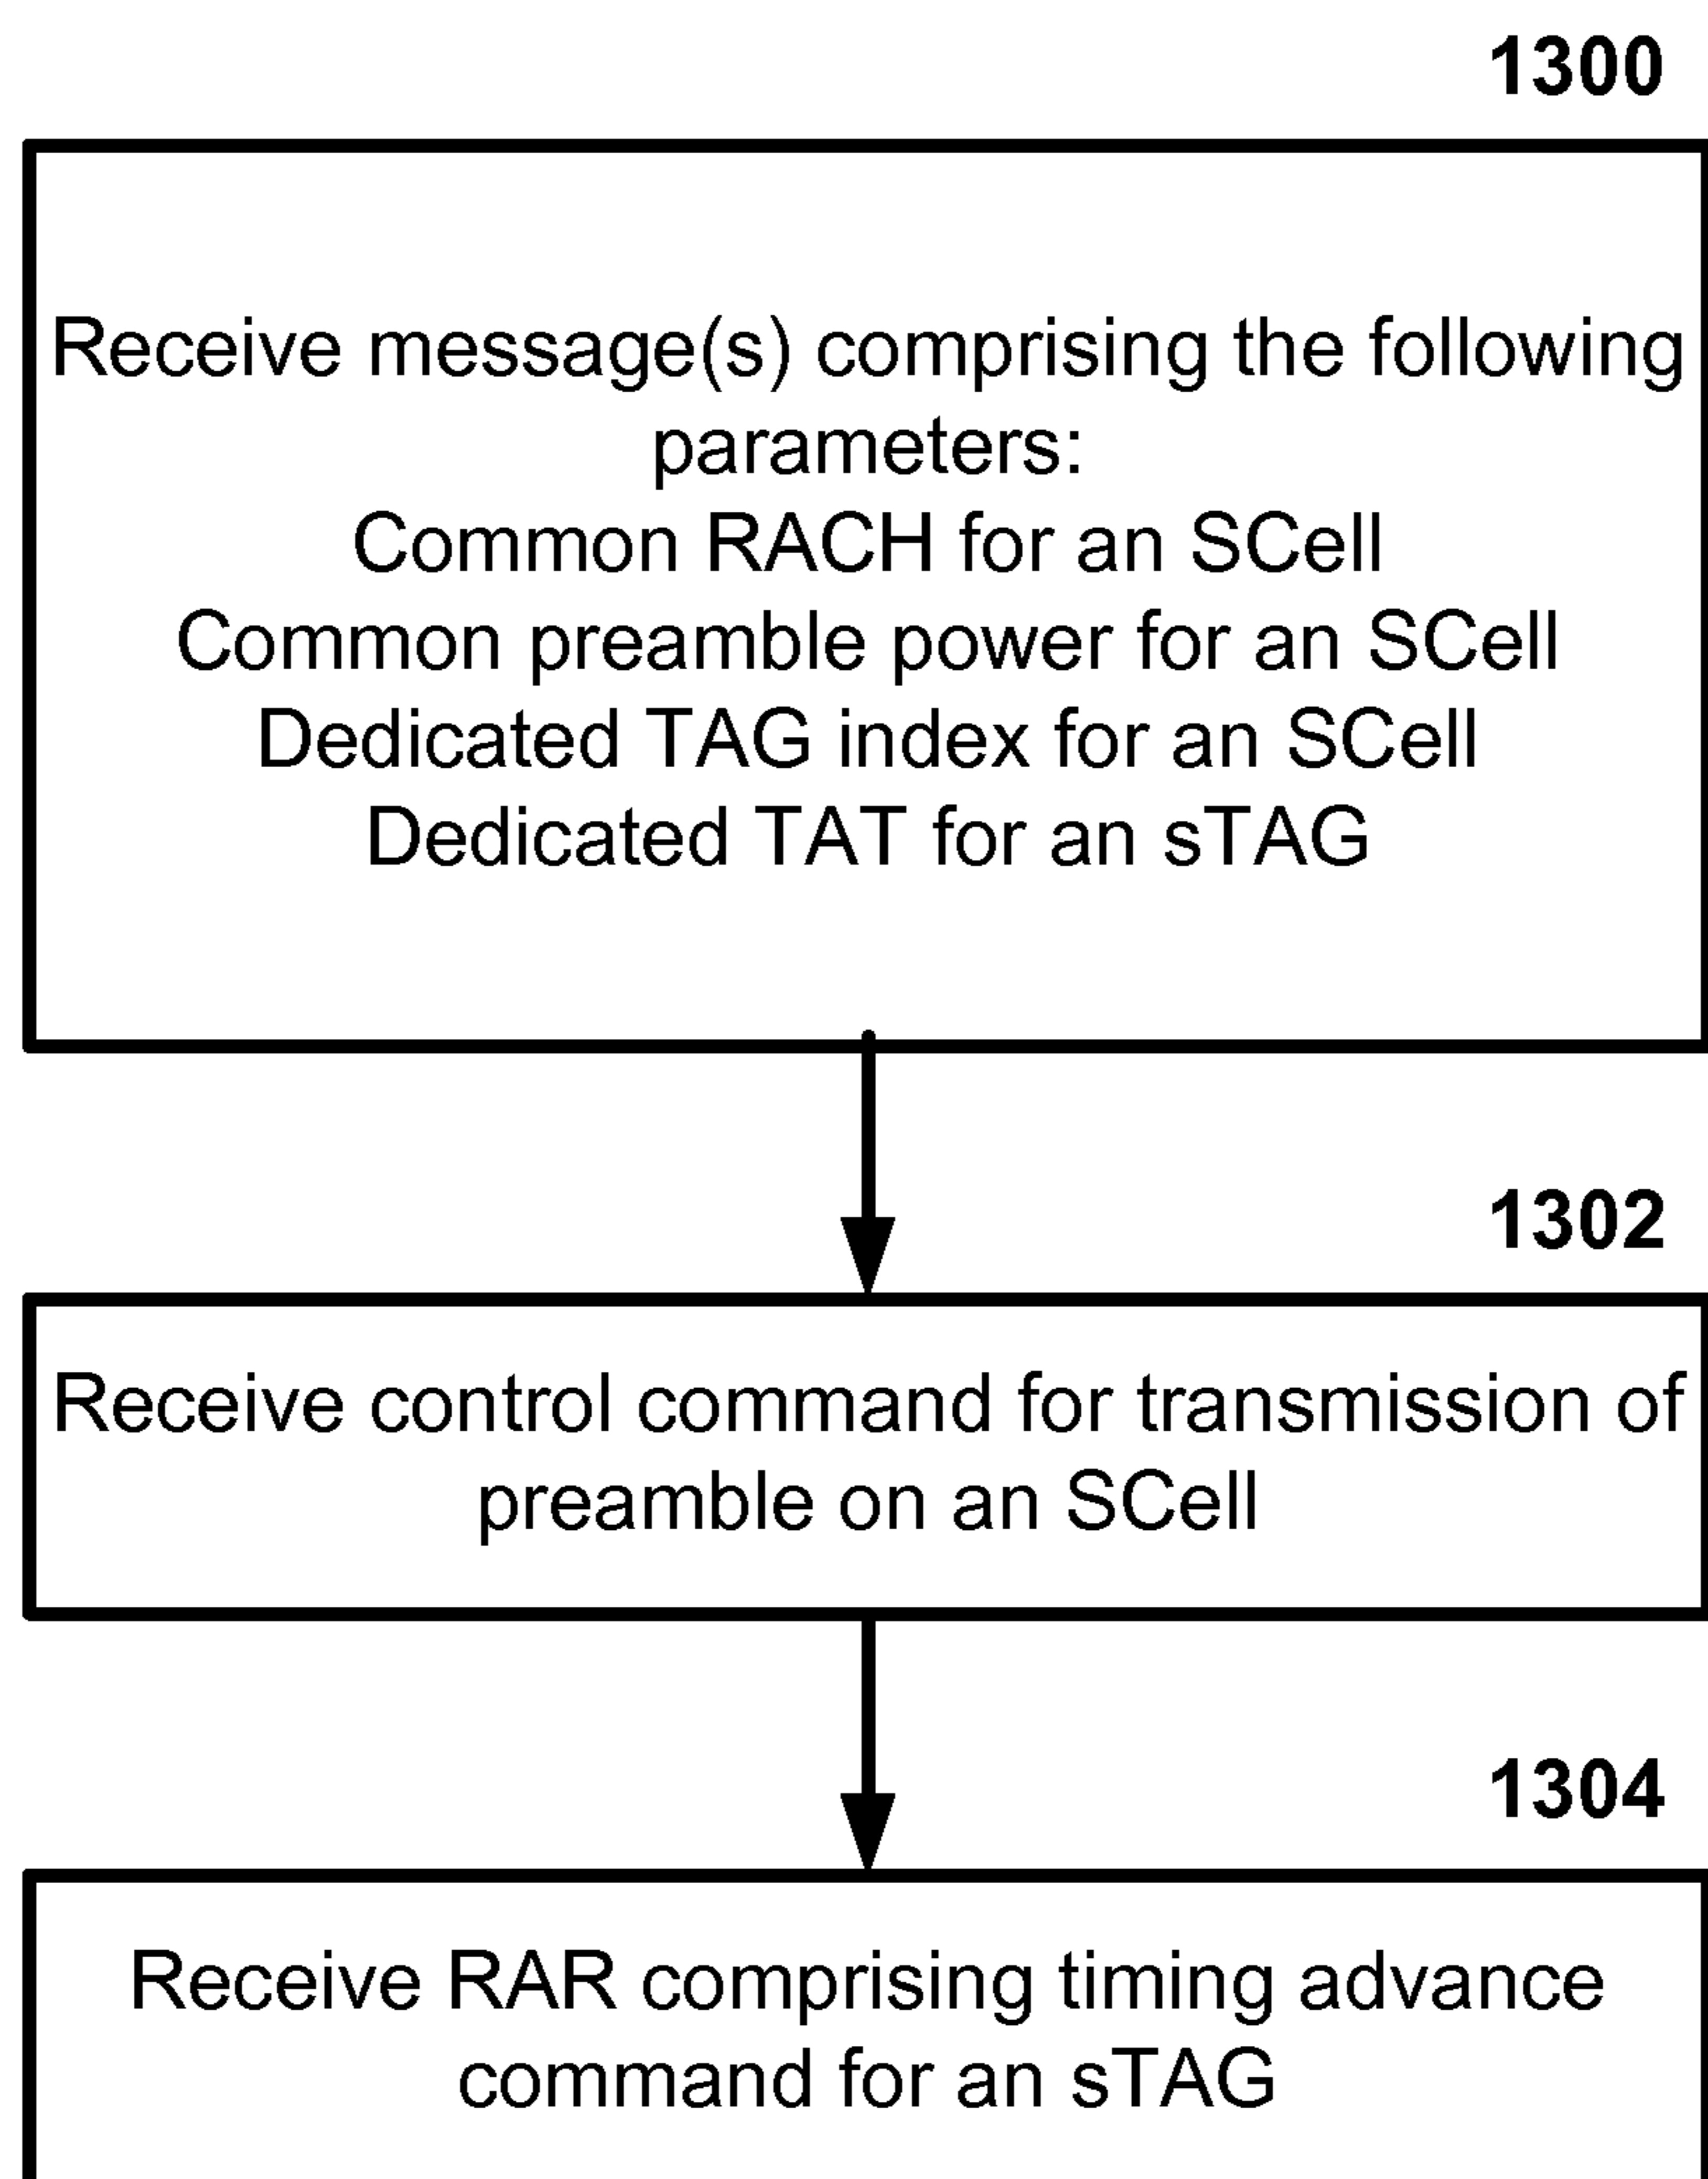 1300
Receive message(s) comprising the following
parameters:
Common RACH for an SCell
Common preamble power for an SCell
Dedicated TAG index for an SCell
Dedicated TAT for an sTAG
1302
Receive control command for transmission of
preamble on an SCell
1304
Receive RAR comprising timing advance
command for an sTAG